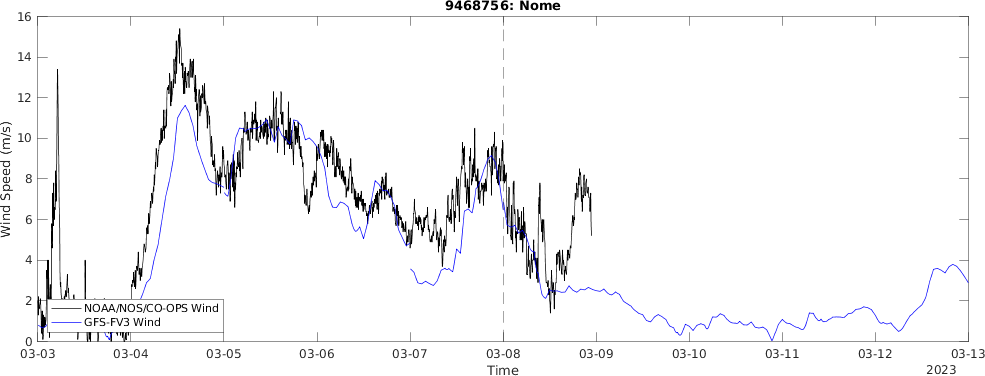 9468756: Nome
16
14
12
10
8
6
4
2
0
Wind Speed (m/s)
NOAA/NOS/CO-OPS Wind
GFS-FV3 Wind
03-03 03-04 03-05 03-06 03-07 03-08 03-09 03-10 03-11 03-12 03-13
Time
2023